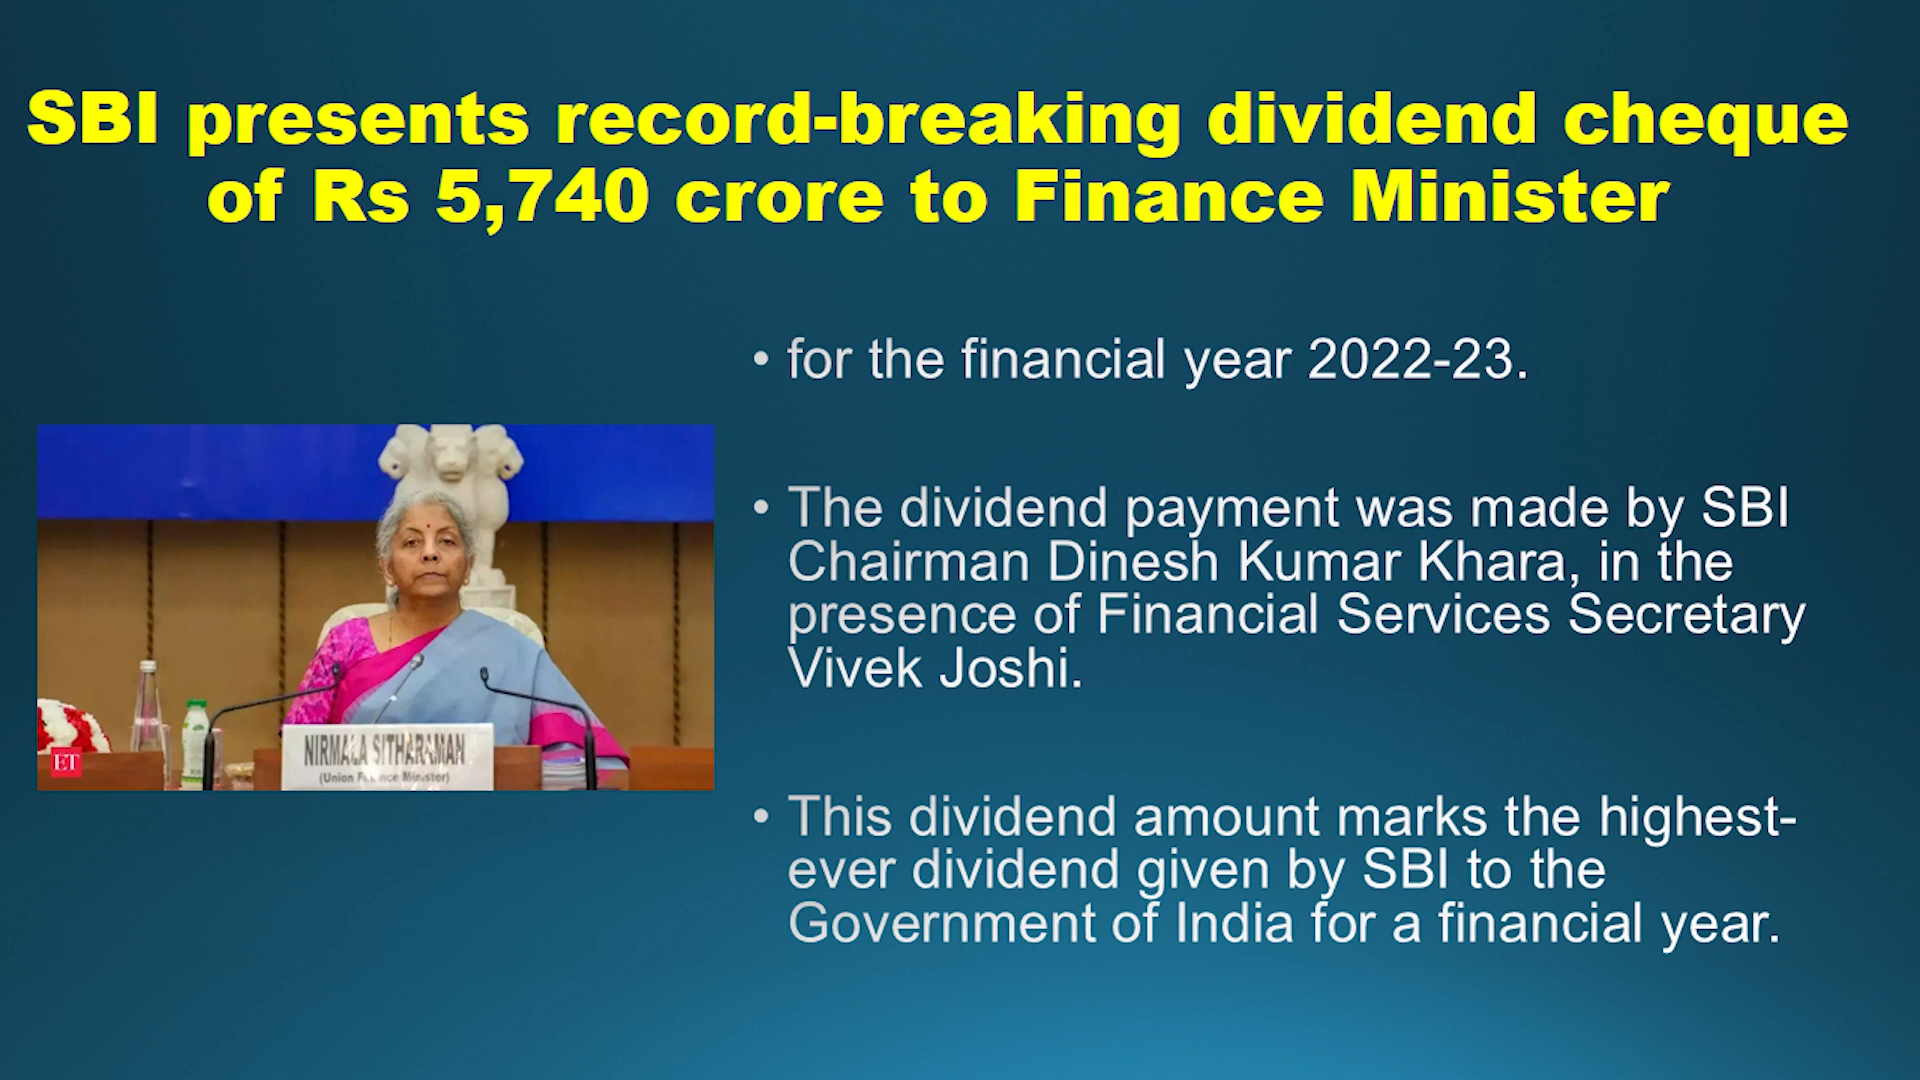 SBI presents record-breaking dividend cheque
of Rs 5,740 crore to Finance Minister
• for the financial year 2022-23.
• The dividend payment was made by SBI
Chairman Dinesh Kumar Khara, in the
presence of Financial Services Secretary
Vivek Joshi.
• This dividend amount marks the highest-
ever dividend given by SBI to the
Government of India for a financial year.
NIRMALA SITHARAMAN
(Union Finance Minister)
ET